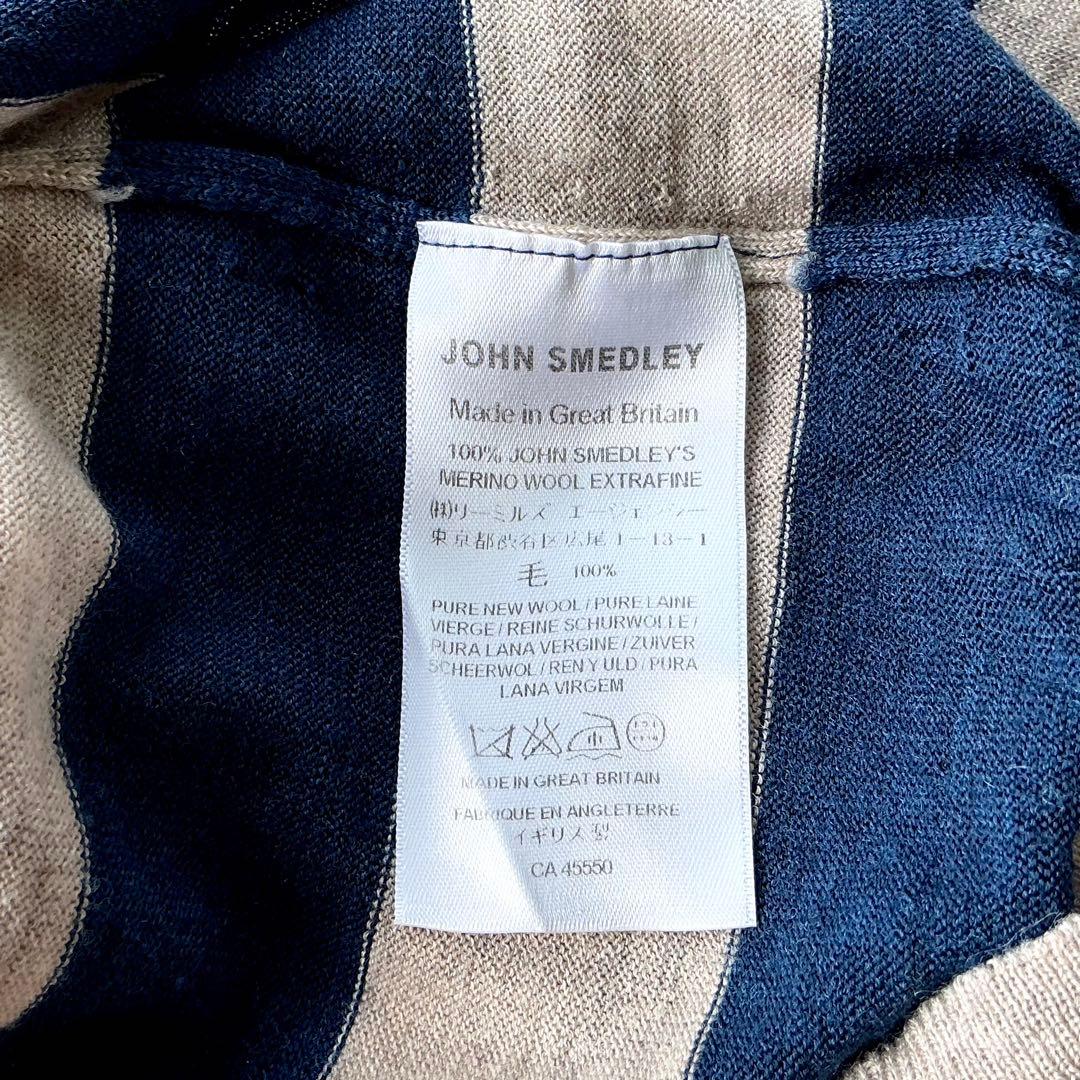 JOHN SMEDLEY
Made in Great Britain
100% JOHN SMEDLEY'S
MERINO WOOL EXTRAFINE
(株)リーミルズ エージェンシー
東京都渋谷区広尾1-13-1
毛 100%
PURE NEW WOOL / PURE LAINE
VIERGE / REINE SCHURWOLLE /
PURA LANA VERGINE / ZUIVER
SCHEERWOL / REN Y ULD / PURA
LANA VIRGEM
MADE IN GREAT BRITAIN
FABRIQUE EN ANGLETERRE
イギリス製
CA 45550